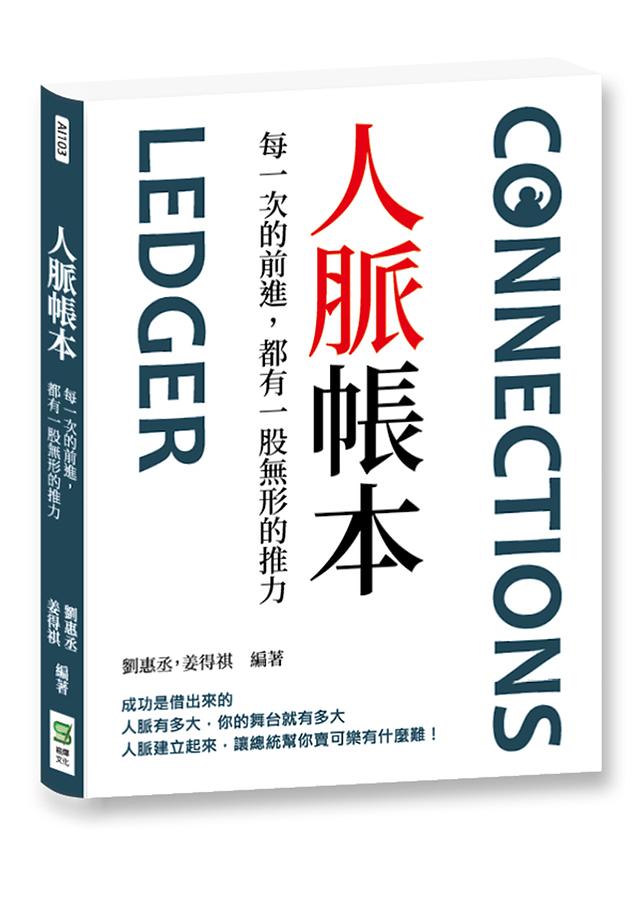 CONNECTIONS
LEDGER
人脈帳本
每一次的前進，都有一股無形的推力
劉惠丞，姜得祺　編著
成功是借出來的
人脈有多大，你的舞台就有多大
人脈建立起來，讓總統幫你賣可樂有什麼難！
AI103
人脈帳本
每一次的前進，
都有一股無形的推力
劉惠丞
姜得祺
編著
文化